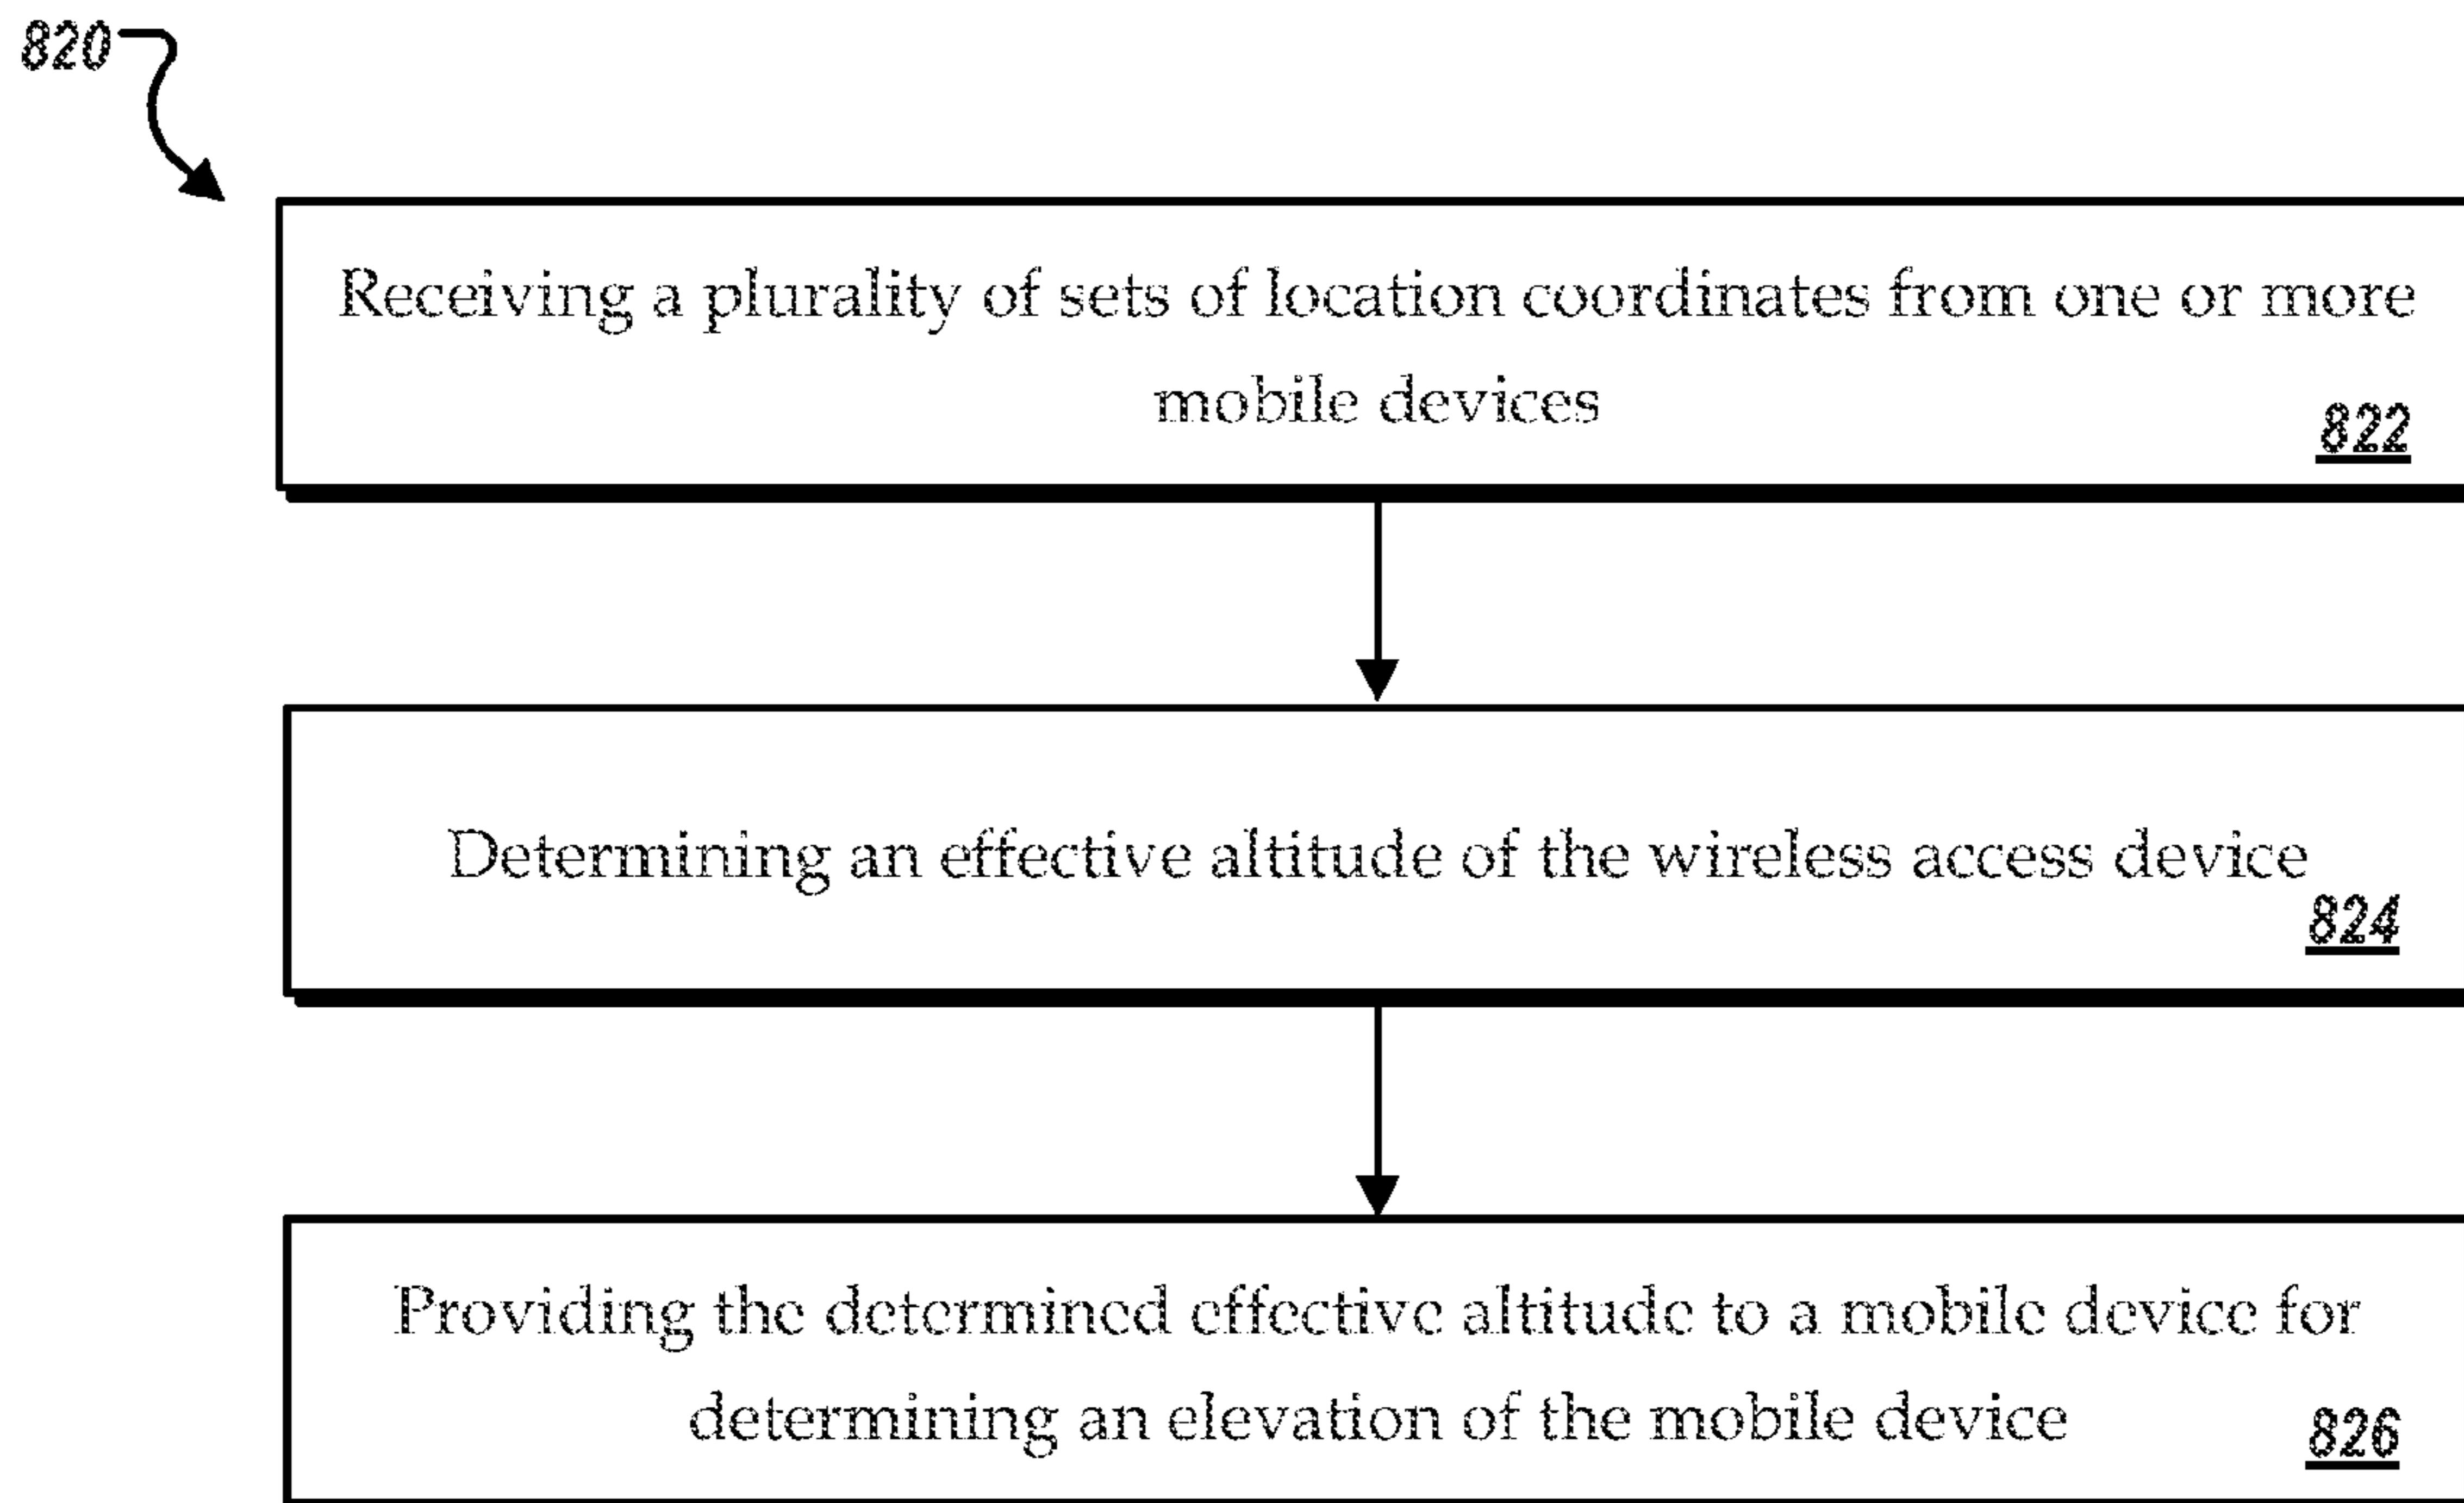 820
Receiving a plurality of sets of location coordinates from one or more
mobile devices
822
Determining an effective altitude of the wireless access device
824
Providing the determined effective altitude to a mobile device for
determining an elevation of the mobile device
826